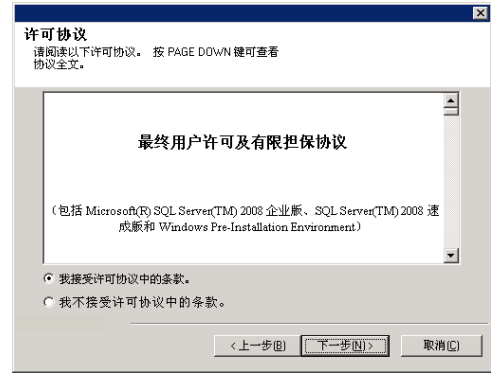 许可协议
请阅读以下许可协议。 按 PAGE DOWN 键可查看
协议全文。
最终用户许可及有限担保协议
(包括 Microsoft(R) SQL Server(TM) 2008 企业版、SQL Server(TM) 2008 速
成版和 Windows Pre-Installation Environment)
我接受许可协议中的条款。
我不接受许可协议中的条款。
<上一步(B) 下一步(N)> 取消(C)